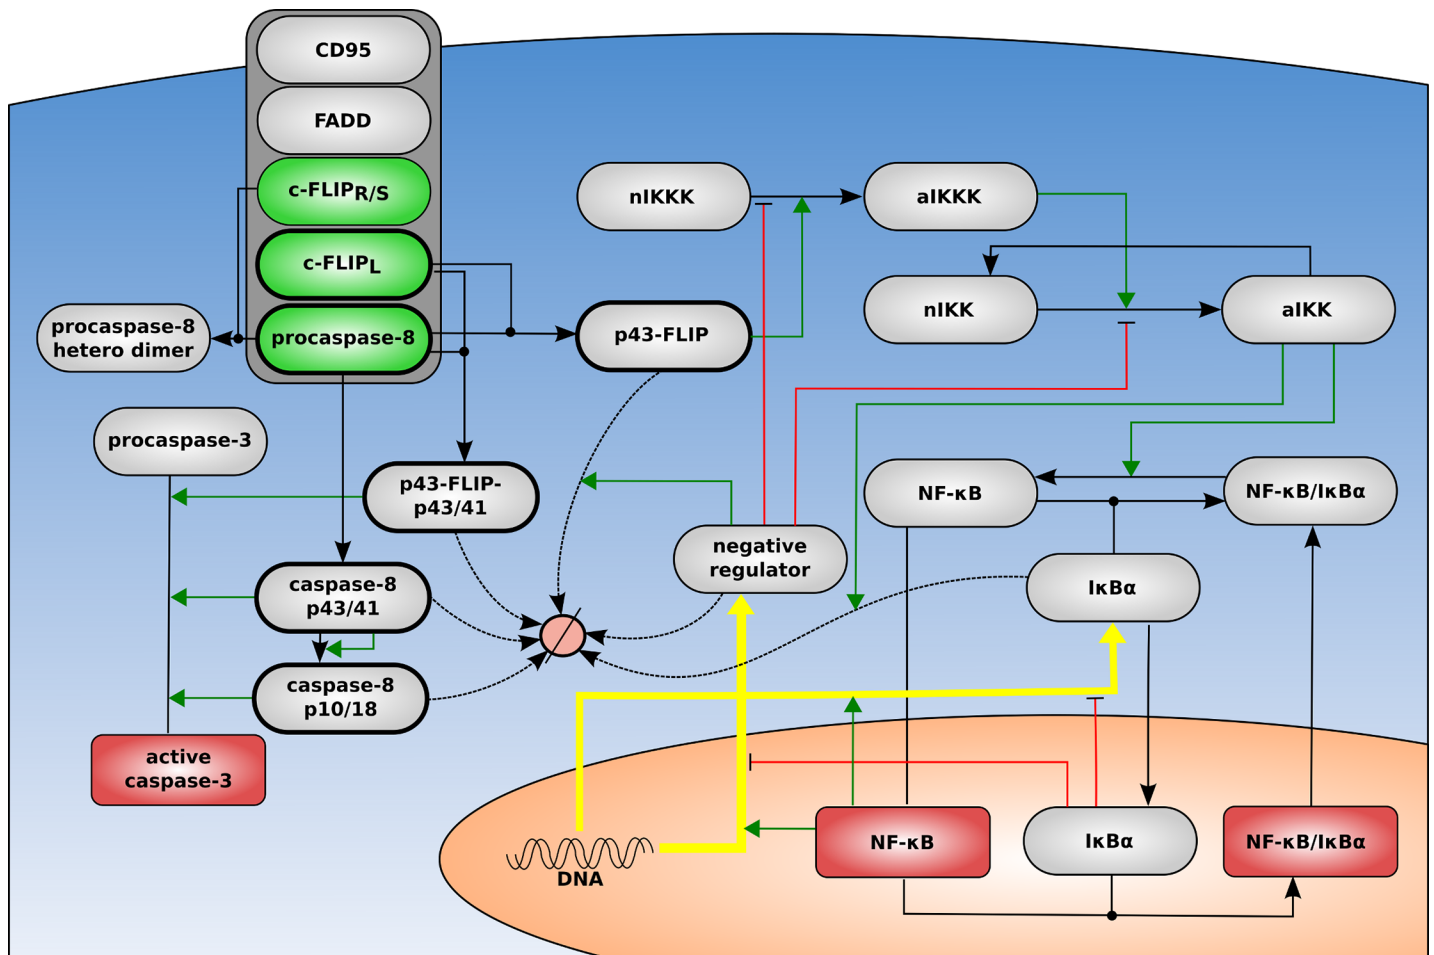 CD95
FADD
c-FLIPR/S
c-FLIPL
procaspase-8
procaspase-8
hetero dimer
nIKKK
aIKKK
nIKK
aIKK
p43-FLIP
procaspase-3
p43-FLIP-
p43/41
NF-κB
NF-κB/IκBα
negative
regulator
IκBα
caspase-8
p43/41
caspase-8
p10/18
active
caspase-3
DNA
NF-κB
IκBα
NF-κB/IκBα